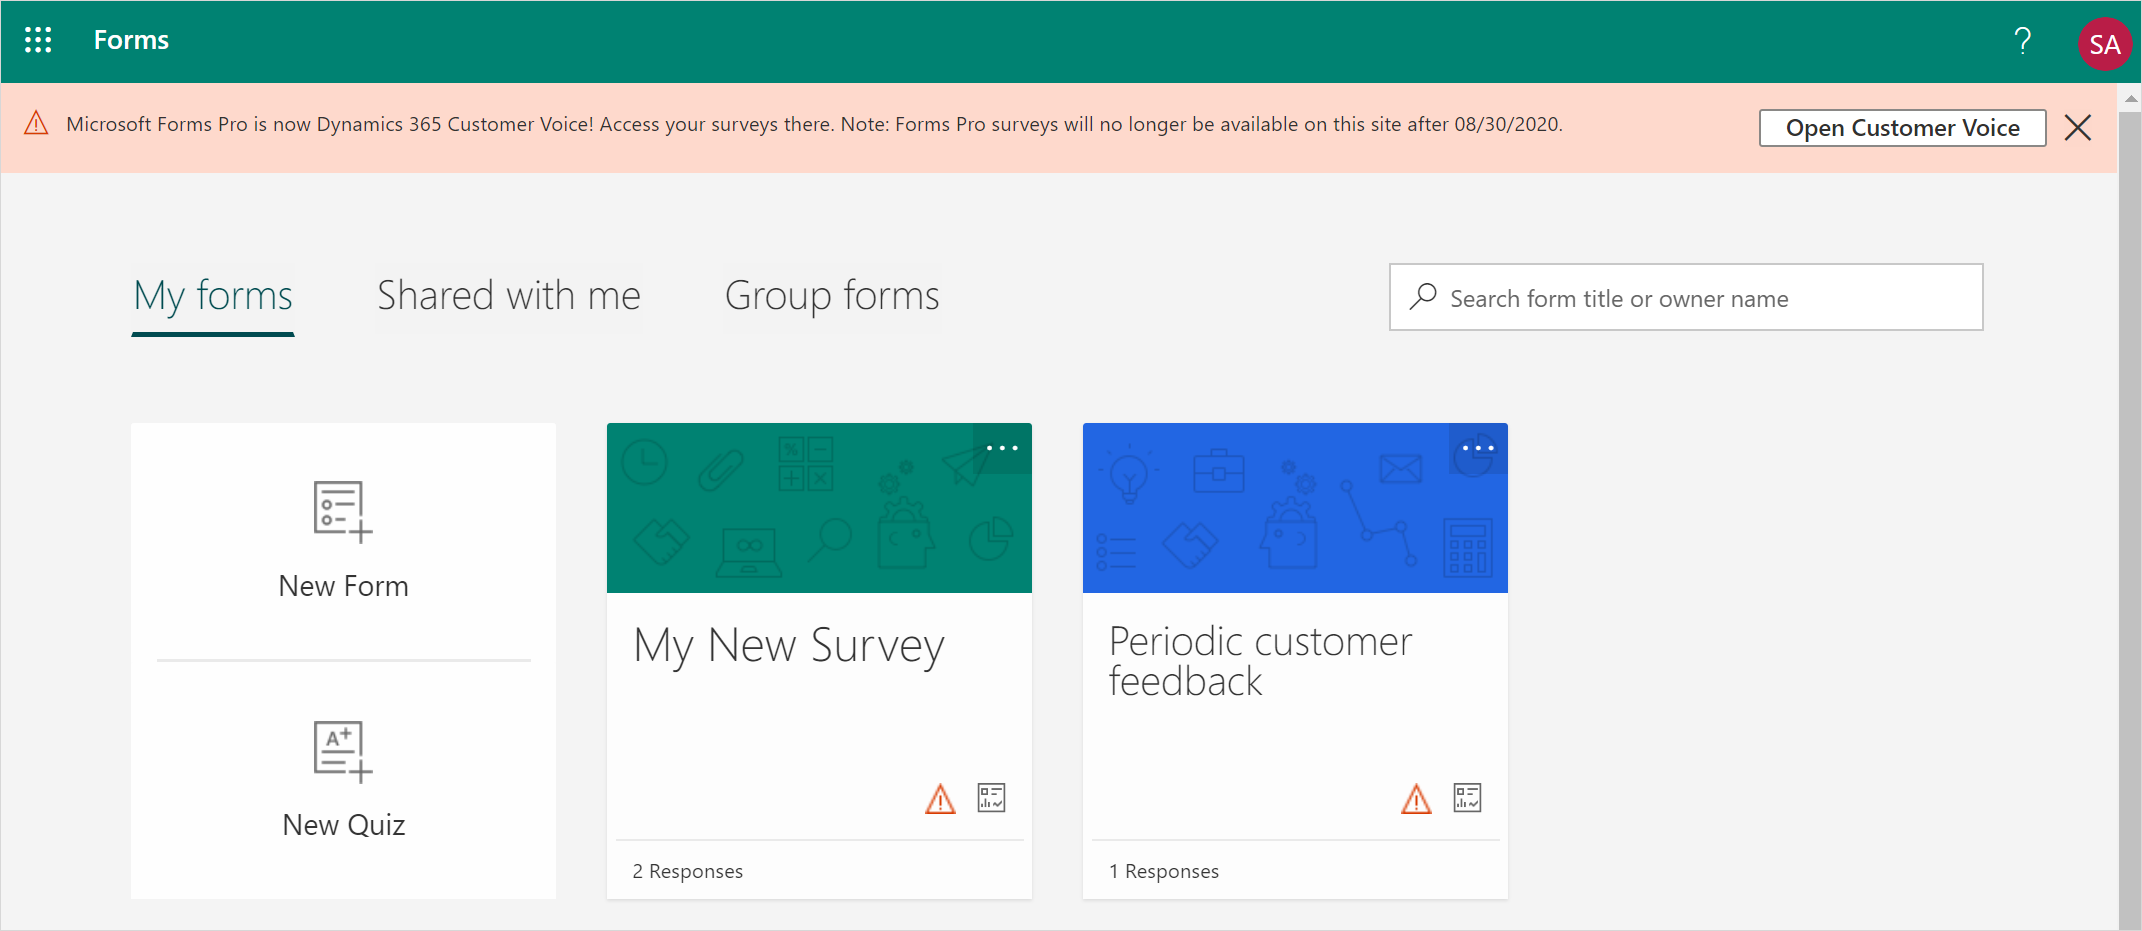 Forms
?
SA
Microsoft Forms Pro is now Dynamics 365 Customer Voice! Access your surveys there. Note: Forms Pro surveys will no longer be available on this site after 08/30/2020.
Open Customer Voice
My forms
Shared with me
Group forms
Search form title or owner name
New Form
A+
New Quiz
My New Survey
2 Responses
Periodic customer
feedback
1 Responses